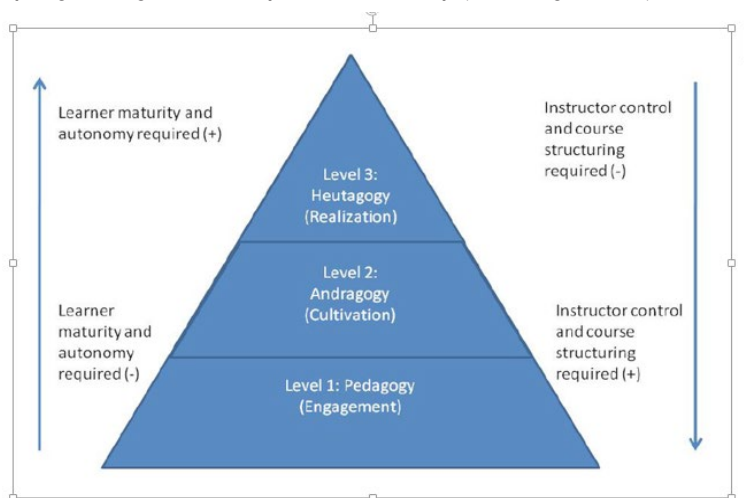 Learner maturity and
autonomy required (+)
Instructor control
and course
structuring
required (-)
Level 3:
Heutagogy
(Realization)
Level 2:
Andragogy
(Cultivation)
Learner
maturity and
autonomy
required (-)
Instructor control
and course
structuring
required (+)
Level 1: Pedagogy
(Engagement)